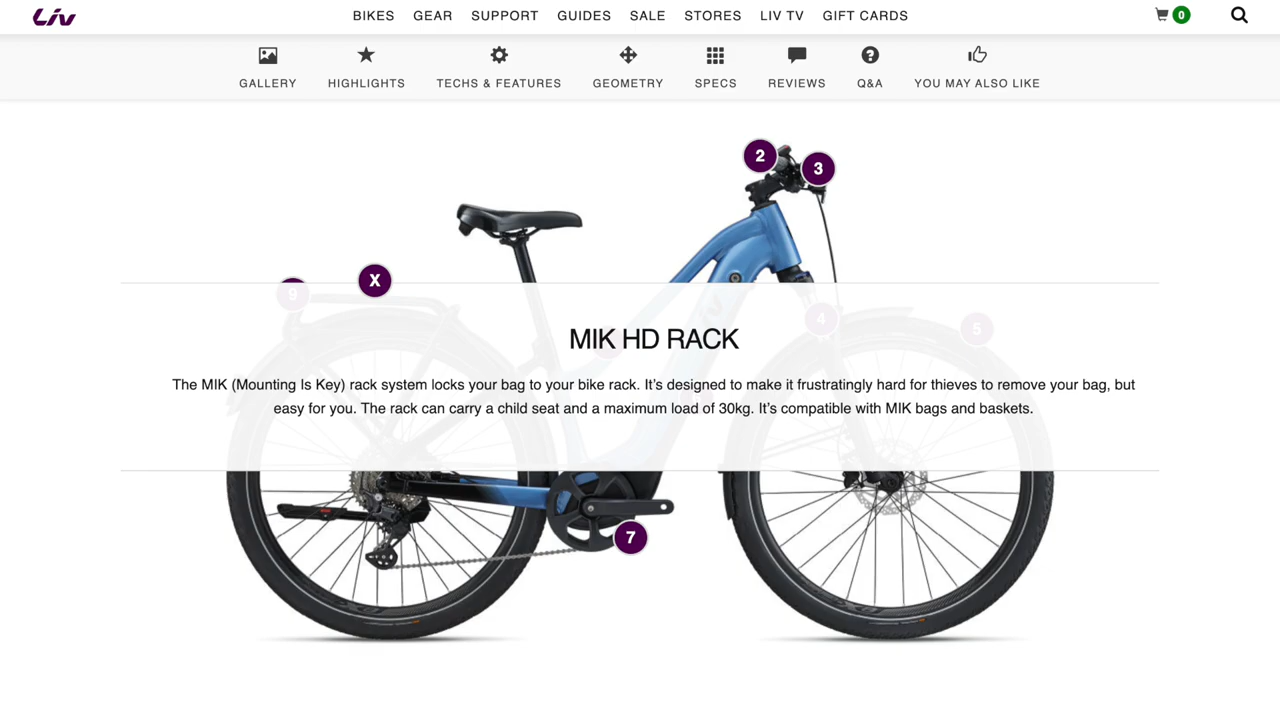 Liv
BIKES GEAR SUPPORT GUIDES SALE STORES LIV TV GIFT CARDS 0
GALLERY HIGHLIGHTS TECHS & FEATURES GEOMETRY SPECS REVIEWS Q&A YOU MAY ALSO LIKE
2
3
X
9
4
5
MIK HD RACK
The MIK (Mounting Is Key) rack system locks your bag to your bike rack. It’s designed to make it frustratingly hard for thieves to remove your bag, but
easy for you. The rack can carry a child seat and a maximum load of 30kg. It’s compatible with MIK bags and baskets.
7